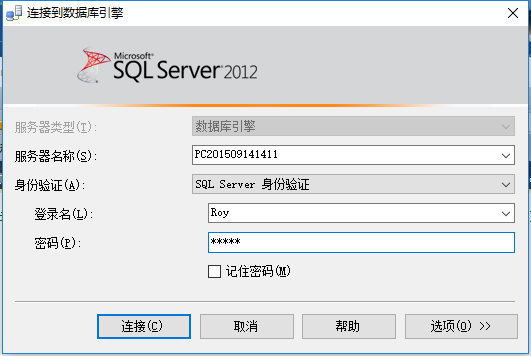 连接到数据库引擎
Microsoft®
SQL Server 2012
服务器类型(T): 数据库引擎
服务器名称(S): PC201509141411
身份验证(A): SQL Server 身份验证
登录名(L): Roy
密码(P): *****
记住密码(M)
连接(C) 取消 帮助 选项(O) >>